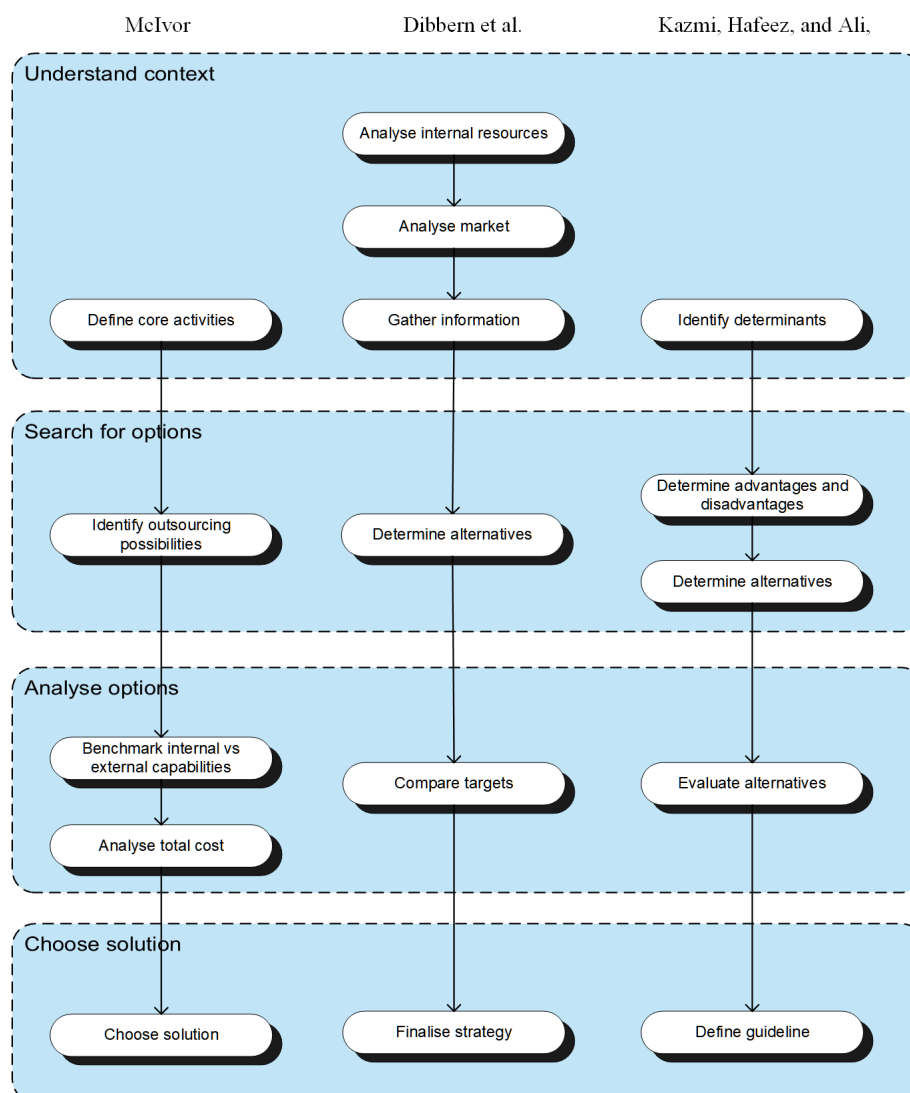 McIvor
Dibbern et al.
Kazmi, Hafeez, and Ali,
Understand context
Analyse internal resources
Analyse market
Define core activities
Gather information
Identify determinants
Search for options
Determine advantages and
disadvantages
Identify outsourcing
possibilities
Determine alternatives
Determine alternatives
Analyse options
Benchmark internal vs
external capabilities
Compare targets
Evaluate alternatives
Analyse total cost
Choose solution
Choose solution
Finalise strategy
Define guideline